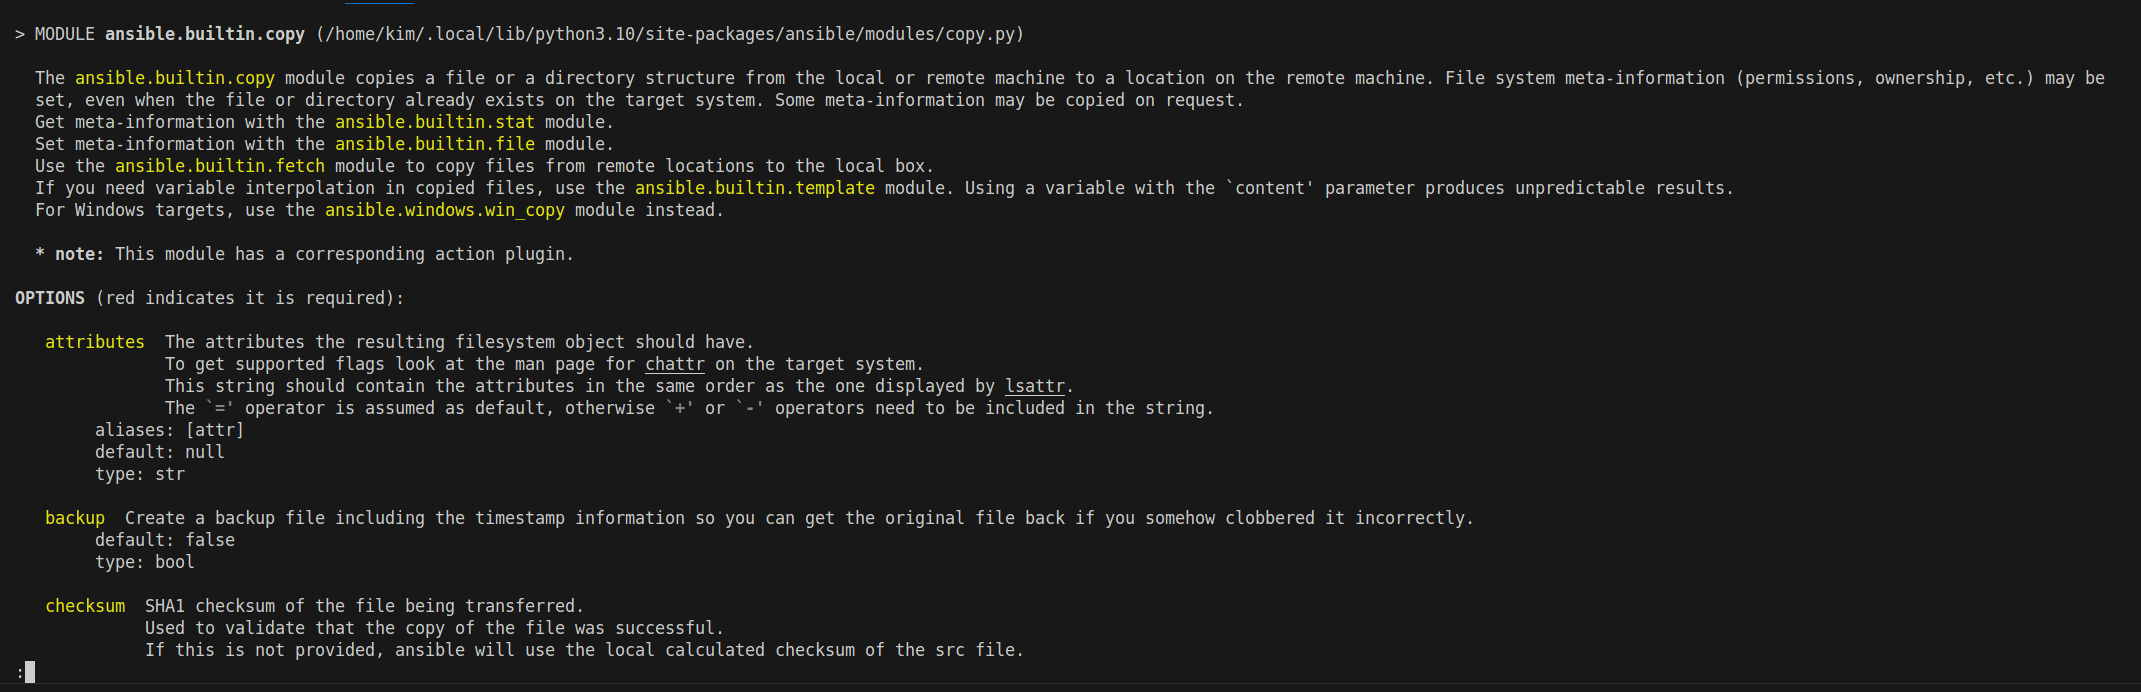 > MODULE ansible.builtin.copy (/home/kim/.local/lib/python3.10/site-packages/ansible/modules/copy.py)
The ansible.builtin.copy module copies a file or a directory structure from the local or remote machine to a location on the remote machine. File system meta-information (permissions, ownership, etc.) may be
set, even when the file or directory already exists on the target system. Some meta-information may be copied on request.
Get meta-information with the ansible.builtin.stat module.
Set meta-information with the ansible.builtin.file module.
Use the ansible.builtin.fetch module to copy files from remote locations to the local box.
If you need variable interpolation in copied files, use the ansible.builtin.template module. Using a variable with the `content' parameter produces unpredictable results.
For Windows targets, use the ansible.windows.win_copy module instead.
* note: This module has a corresponding action plugin.
OPTIONS (red indicates it is required):
attributes  The attributes the resulting filesystem object should have.
To get supported flags look at the man page for chattr on the target system.
This string should contain the attributes in the same order as the one displayed by lsattr.
The `=' operator is assumed as default, otherwise `+' or `-' operators need to be included in the string.
aliases: [attr]
default: null
type: str
backup  Create a backup file including the timestamp information so you can get the original file back if you somehow clobbered it incorrectly.
default: false
type: bool
checksum  SHA1 checksum of the file being transferred.
Used to validate that the copy of the file was successful.
If this is not provided, ansible will use the local calculated checksum of the src file.
: